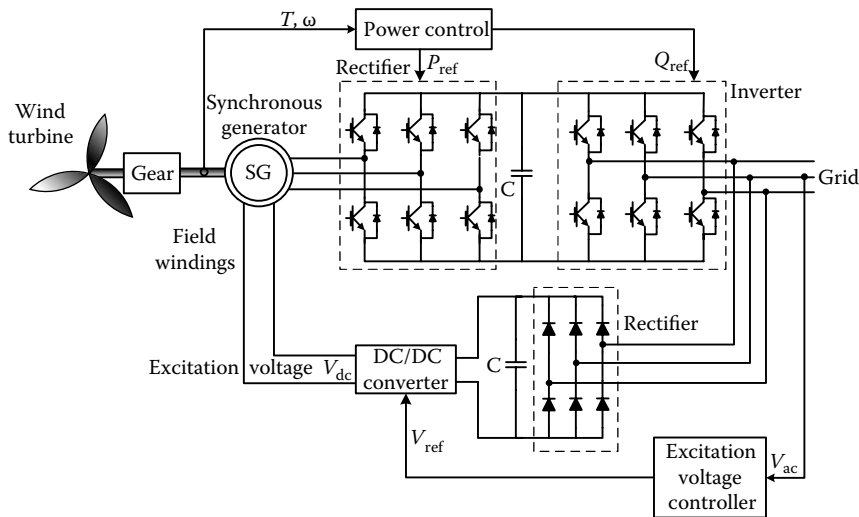 T, ω
Power control
P_ref
Q_ref
Rectifier
Inverter
Synchronous
generator
Wind
turbine
Gear
SG
C
Grid
Field
windings
Rectifier
Excitation voltage V_dc
DC/DC
converter
C
V_ref
Excitation
voltage
controller
V_ac